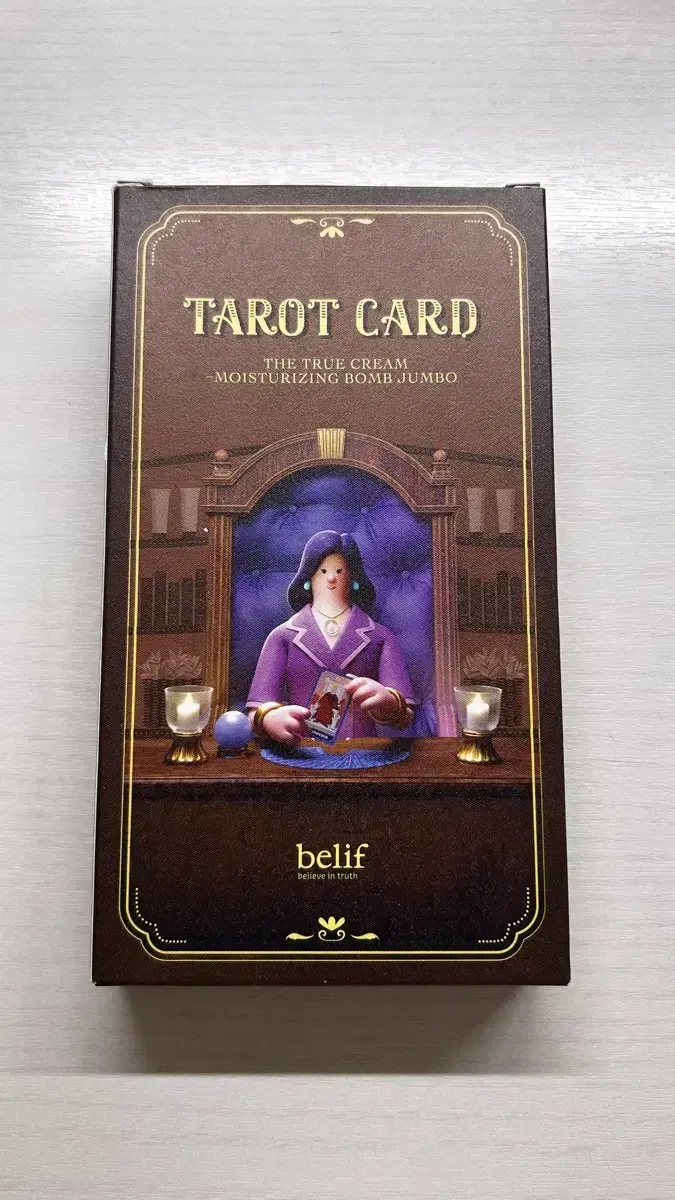 TAROT CARD
THE TRUE CREAM
-MOISTURIZING BOMB JUMBO
belif
believe in truth